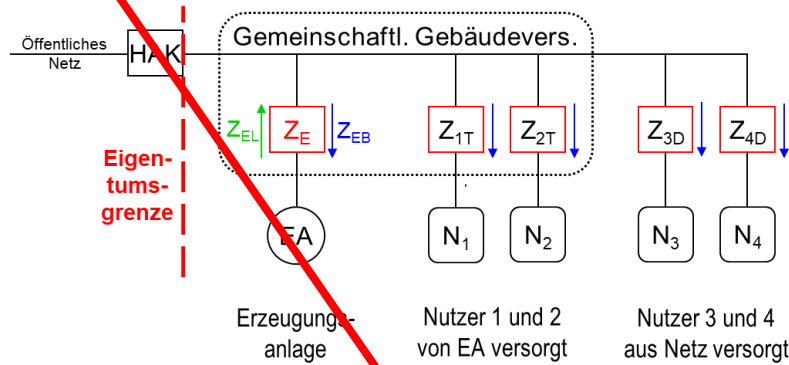 Öffentliches
Netz
HAK
Gemeinschaftl. Gebäudevers.
Z_EL
Z_E
Z_EB
Z_1T
Z_2T
Z_3D
Z_4D
Eigen-
tums-
grenze
EA
N_1
N_2
N_3
N_4
Erzeugungs-
anlage
Nutzer 1 und 2
von EA versorgt
Nutzer 3 und 4
aus Netz versorgt